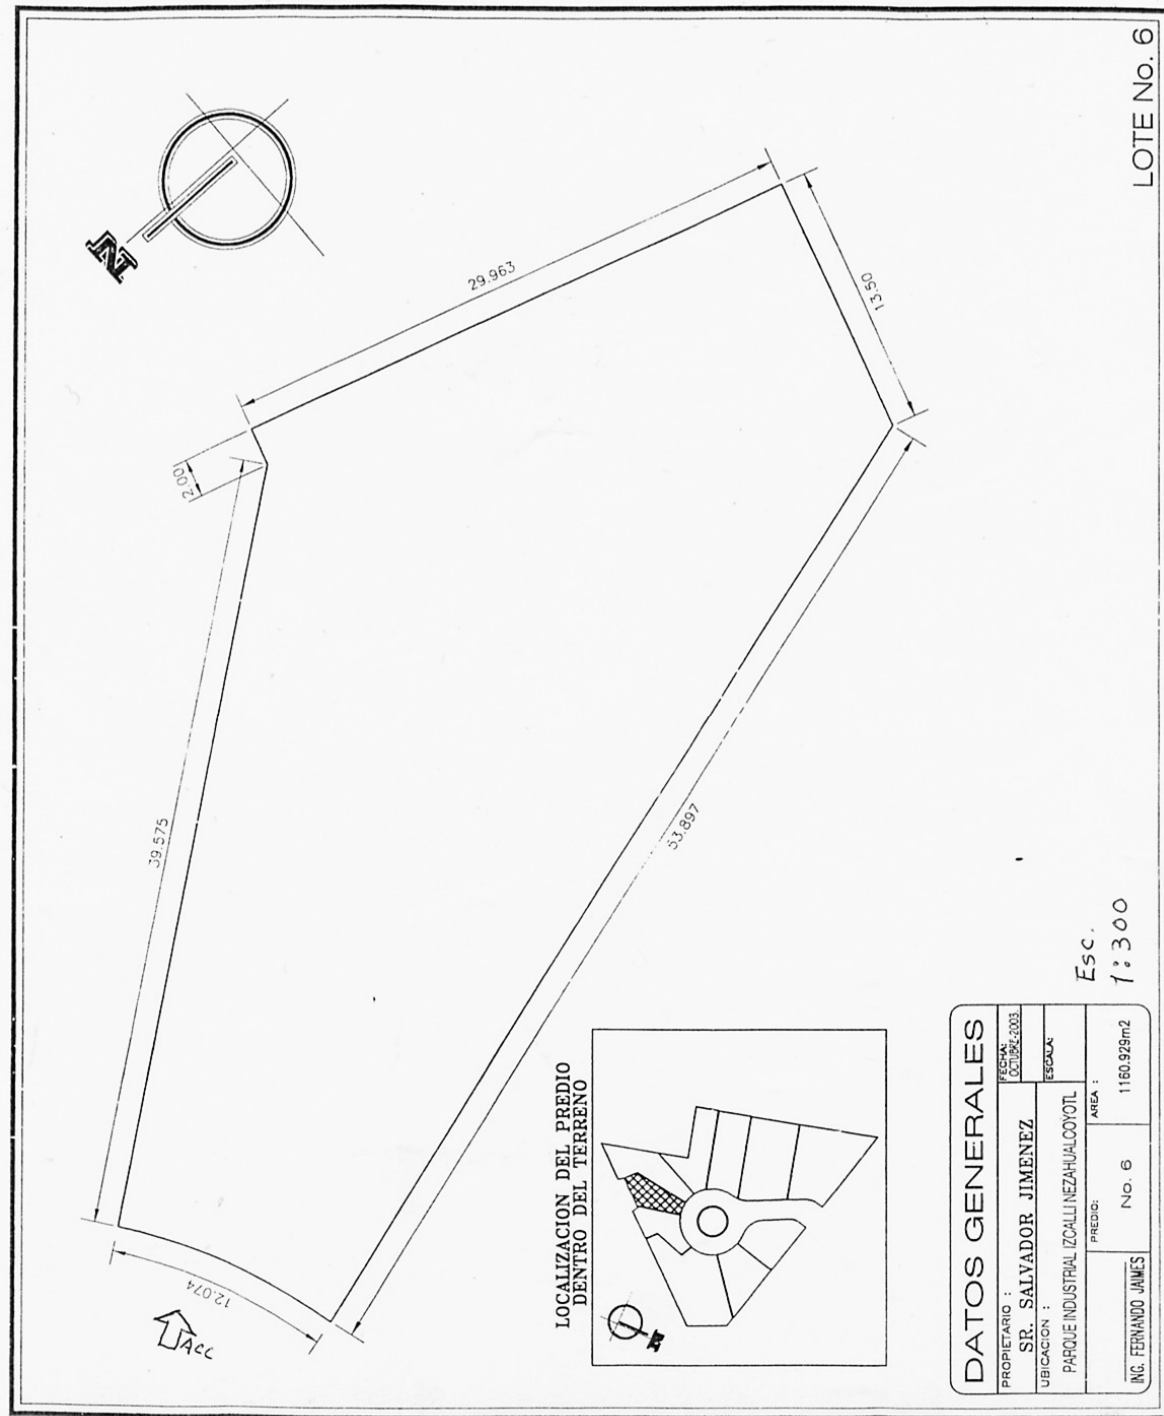 LOTE No. 6
N
29.963
13.50
2.00
39.575
53.897
12.074
ACC
LOCALIZACION DEL PREDIO
DENTRO DEL TERRENO
N
Esc.
1:300
DATOS GENERALES
PROPIETARIO :
SR. SALVADOR JIMENEZ
FECHA:
OCTUBRE-2003.
UBICACION :
PARQUE INDUSTRIAL IZCALLI NEZAHUALCOYOTL
ESCALA:
ING. FERNANDO JAIMES
PREDIO:
No. 6
AREA :
1160.929m2